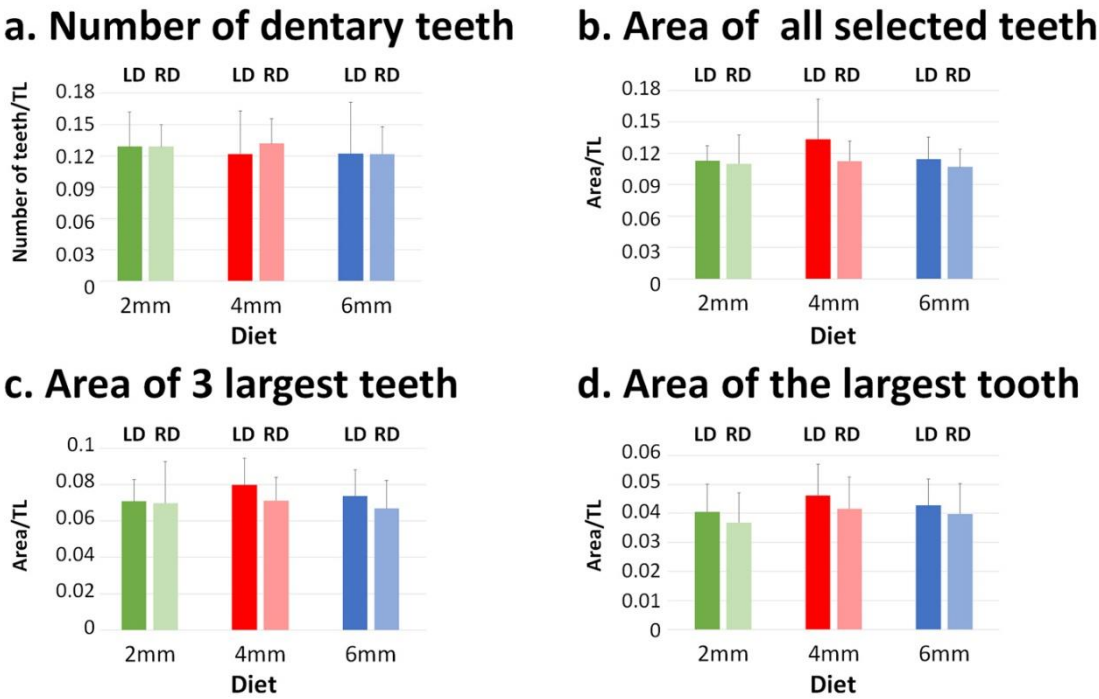 a. Number of dentary teeth
LD RD LD RD LD RD
0.18
0.15
0.12
0.09
0.06
0.03
0
Number of teeth/TL
2mm 4mm 6mm
Diet
b. Area of all selected teeth
LD RD LD RD LD RD
0.18
0.15
0.12
0.09
0.06
0.03
0
Area/TL
2mm 4mm 6mm
Diet
c. Area of 3 largest teeth
LD RD LD RD LD RD
0.1
0.08
0.06
0.04
0.02
0
Area/TL
2mm 4mm 6mm
Diet
d. Area of the largest tooth
LD RD LD RD LD RD
0.06
0.05
0.04
0.03
0.02
0.01
0
Area/TL
2mm 4mm 6mm
Diet